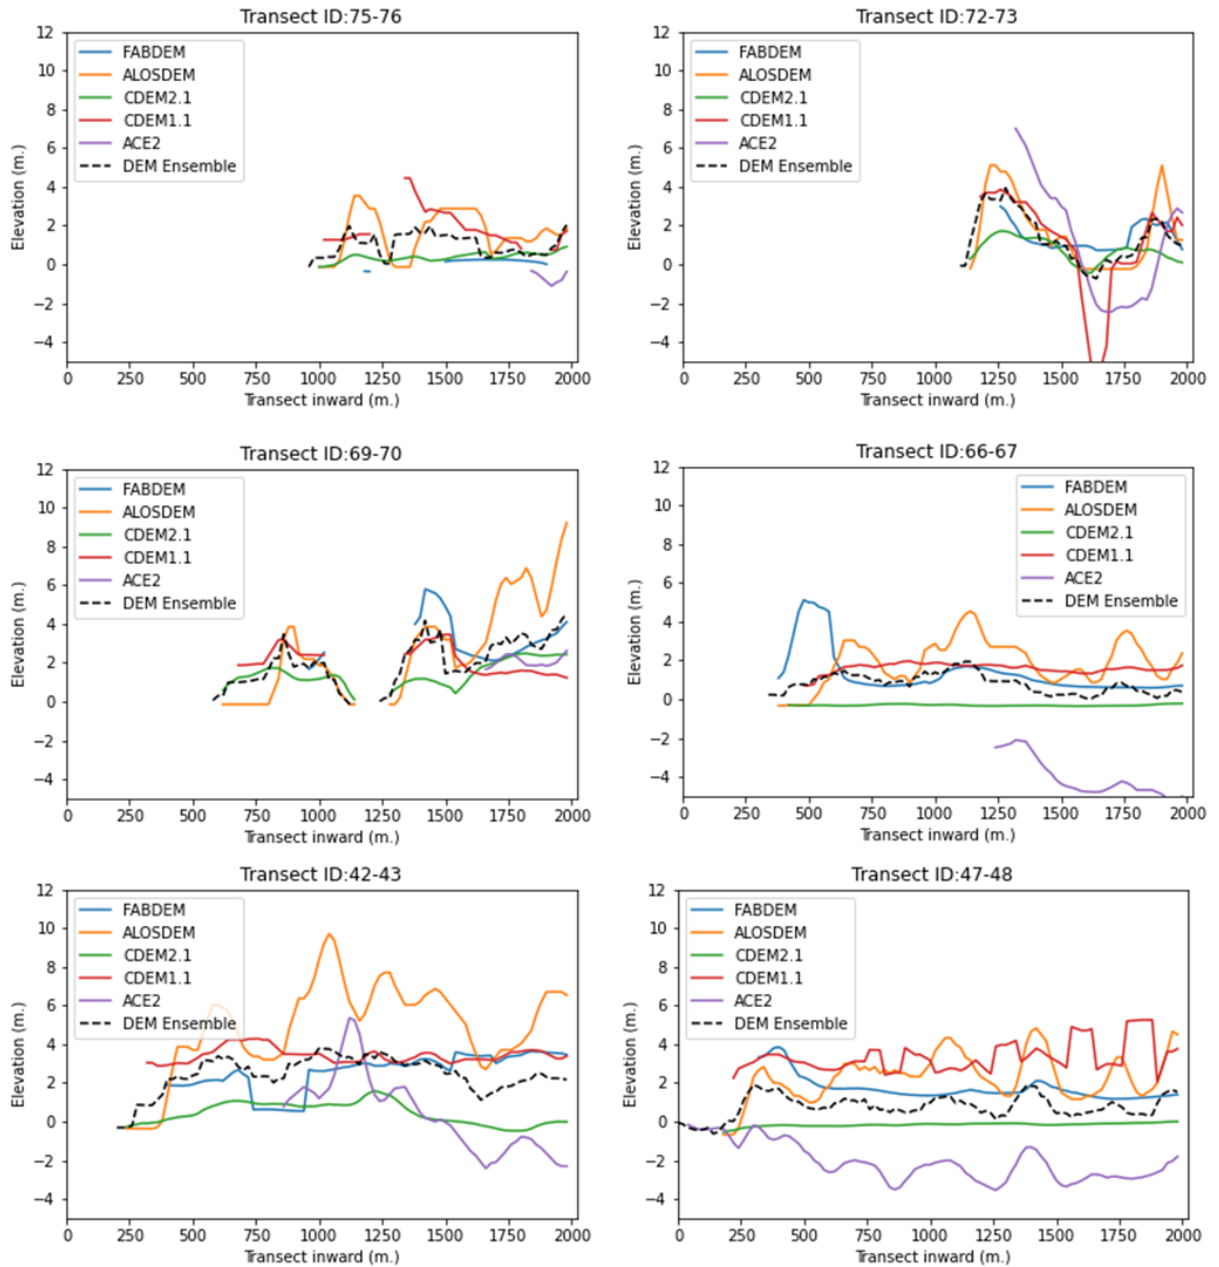 Transect ID:75-76
12
10
8
6
4
2
0
−2
−4
Elevation (m.)
FABDEM
ALOSDEM
CDEM2.1
CDEM1.1
ACE2
DEM Ensemble
0 250 500 750 1000 1250 1500 1750 2000
Transect inward (m.)
Transect ID:72-73
12
10
8
6
4
2
0
−2
−4
Elevation (m.)
FABDEM
ALOSDEM
CDEM2.1
CDEM1.1
ACE2
DEM Ensemble
0 250 500 750 1000 1250 1500 1750 2000
Transect inward (m.)
Transect ID:69-70
12
10
8
6
4
2
0
−2
−4
Elevation (m.)
FABDEM
ALOSDEM
CDEM2.1
CDEM1.1
ACE2
DEM Ensemble
0 250 500 750 1000 1250 1500 1750 2000
Transect inward (m.)
Transect ID:66-67
12
10
8
6
4
2
0
−2
−4
Elevation (m.)
FABDEM
ALOSDEM
CDEM2.1
CDEM1.1
ACE2
DEM Ensemble
0 250 500 750 1000 1250 1500 1750 2000
Transect inward (m.)
Transect ID:42-43
12
10
8
6
4
2
0
−2
−4
Elevation (m.)
FABDEM
ALOSDEM
CDEM2.1
CDEM1.1
ACE2
DEM Ensemble
0 250 500 750 1000 1250 1500 1750 2000
Transect inward (m.)
Transect ID:47-48
12
10
8
6
4
2
0
−2
−4
Elevation (m.)
FABDEM
ALOSDEM
CDEM2.1
CDEM1.1
ACE2
DEM Ensemble
0 250 500 750 1000 1250 1500 1750 2000
Transect inward (m.)